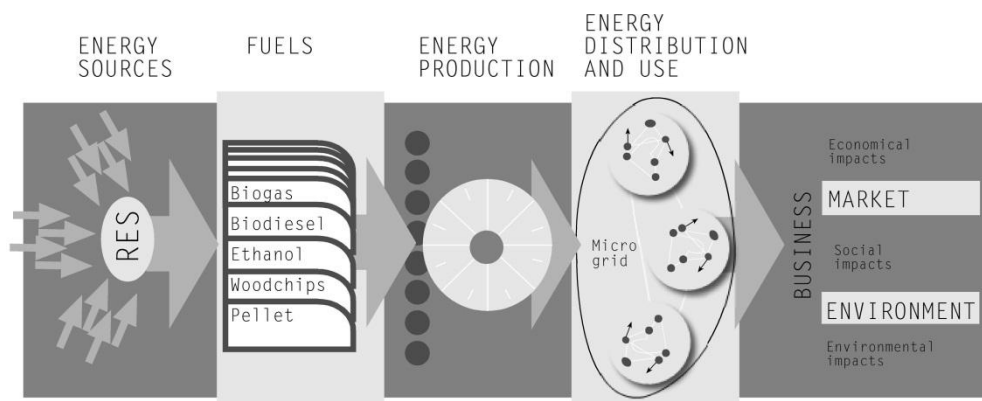 ENERGY
SOURCES
FUELS
ENERGY
PRODUCTION
ENERGY
DISTRIBUTION
AND USE
RES
Biogas
Biodiesel
Ethanol
Woodchips
Pellet
Micro
grid
BUSINESS
Economical
impacts
MARKET
Social
impacts
ENVIRONMENT
Environmental
impacts